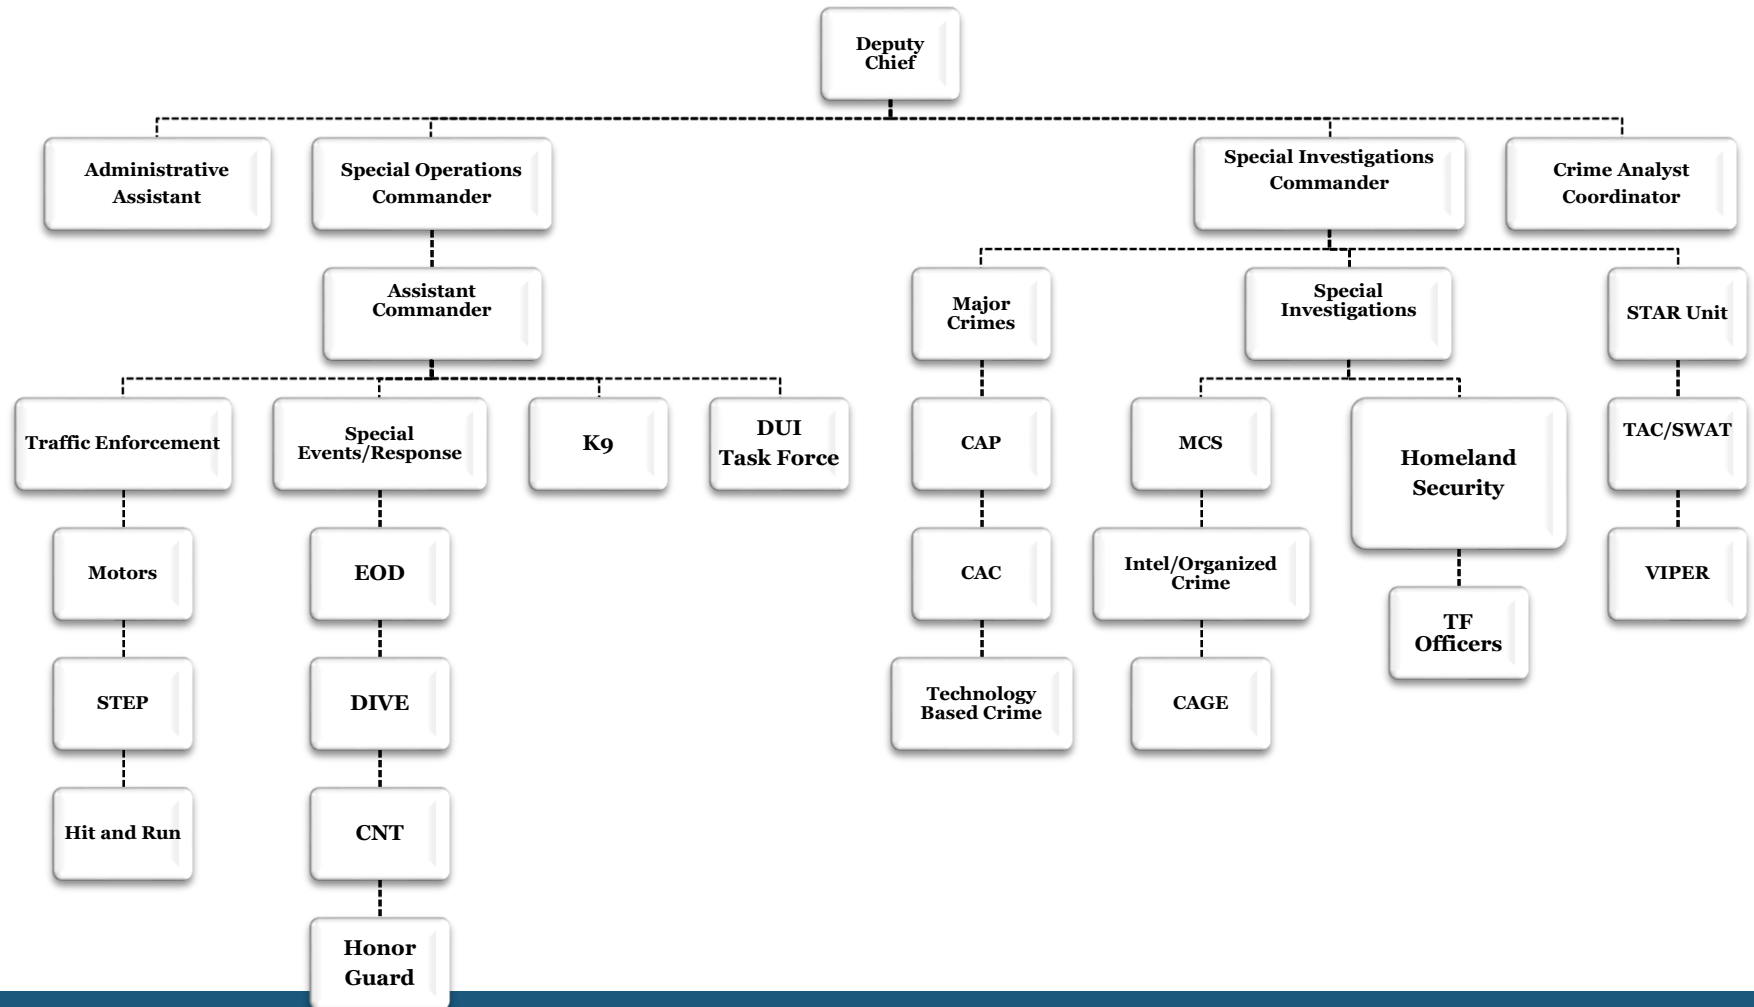 Deputy
Chief
Administrative
Assistant
Special Operations
Commander
Special Investigations
Commander
Crime Analyst
Coordinator
Assistant
Commander
Major
Crimes
Special
Investigations
STAR Unit
Traffic Enforcement
Special
Events/Response
K9
DUI
Task Force
CAP
MCS
Homeland
Security
TAC/SWAT
Motors
EOD
CAC
Intel/Organized
Crime
TF
Officers
VIPER
STEP
DIVE
Technology
Based Crime
CAGE
Hit and Run
CNT
Honor
Guard